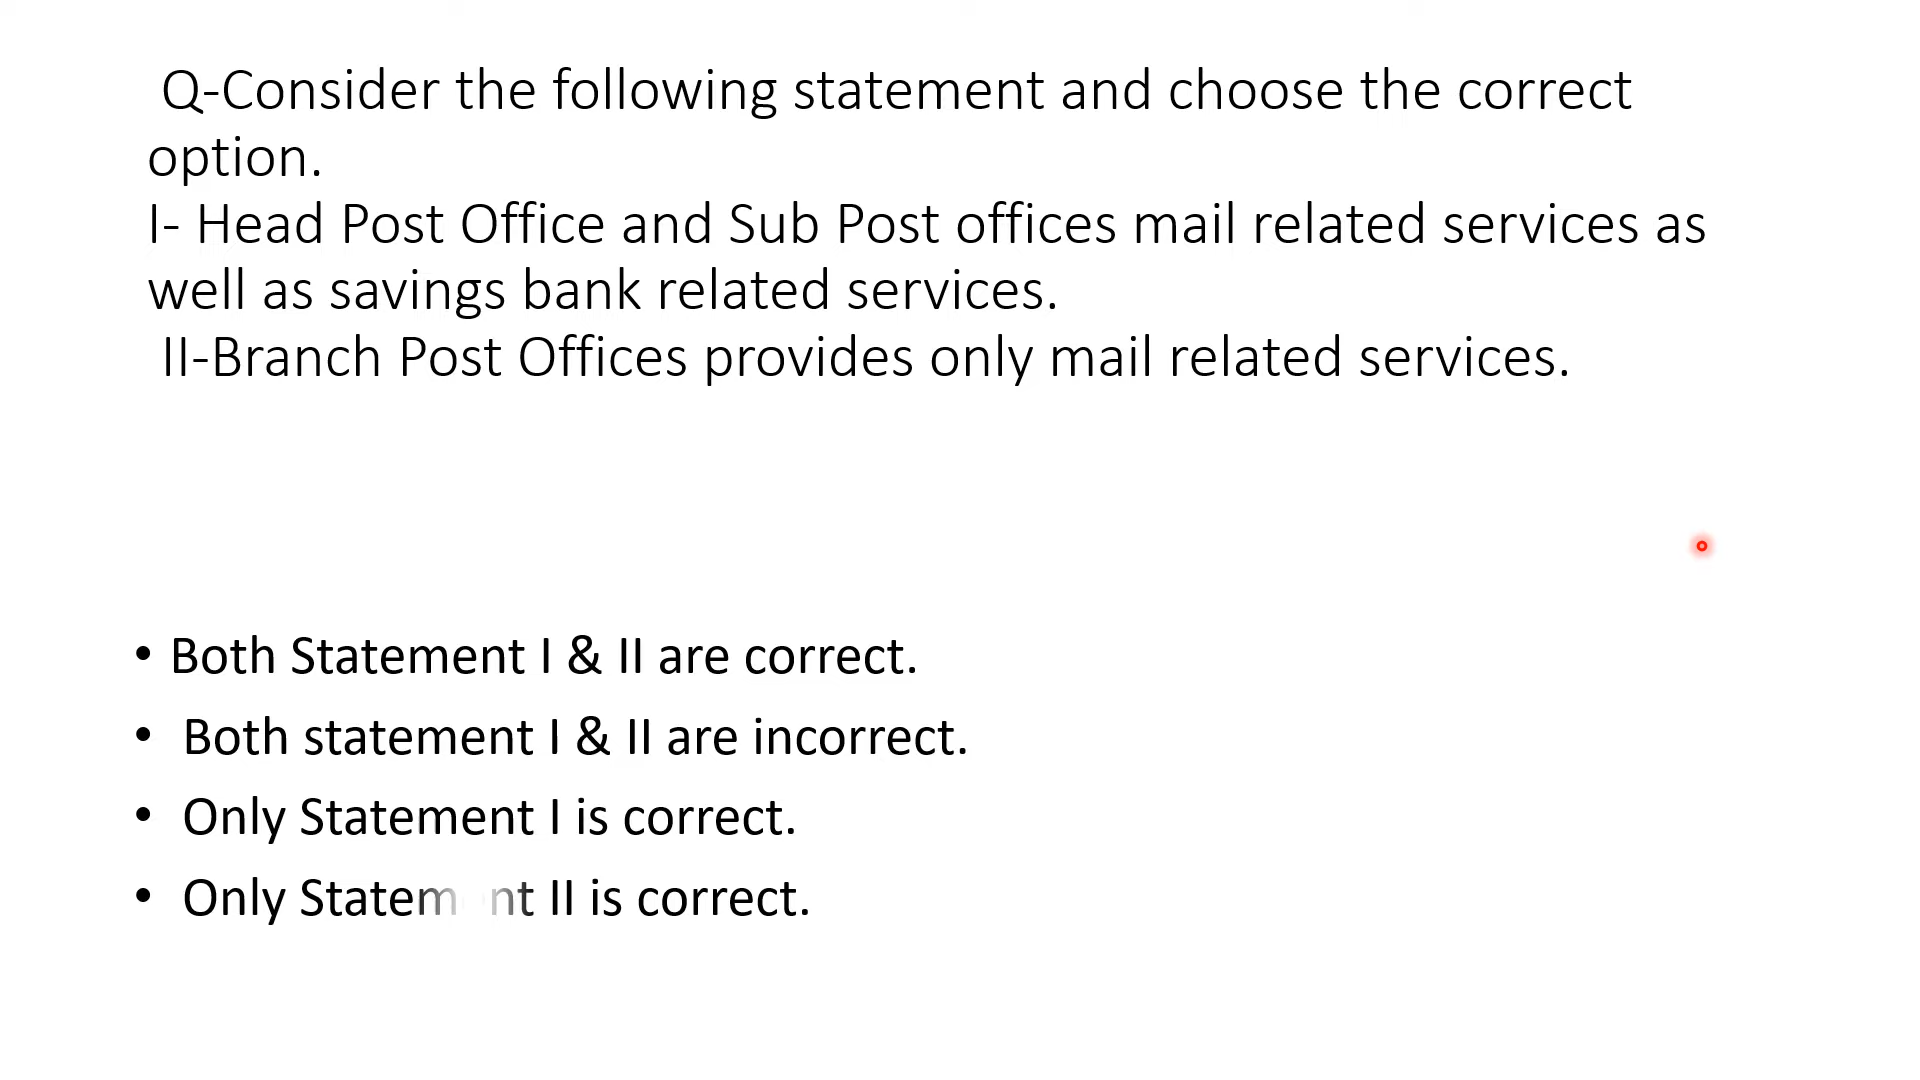 Q-Consider the following statement and choose the correct
option.
I- Head Post Office and Sub Post offices mail related services as
well as savings bank related services.
II-Branch Post Offices provides only mail related services.
• Both Statement I & II are correct.
• Both statement I & II are incorrect.
• Only Statement I is correct.
• Only Statement II is correct.